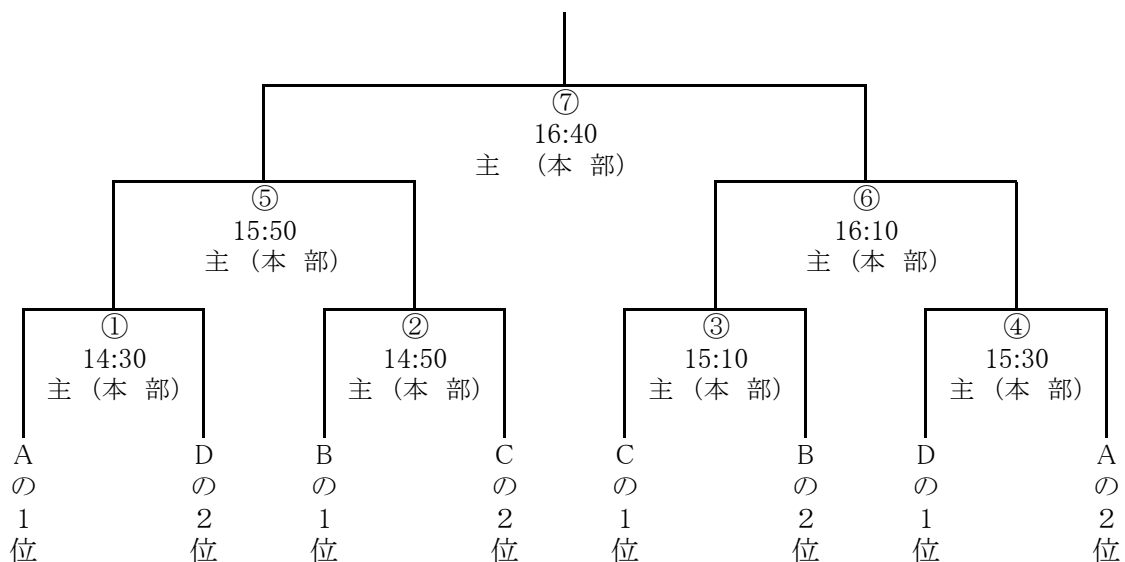 ⑦
16:40
主 （本 部）
⑤
15:50
主 （本 部）
⑥
16:10
主 （本 部）
①
14:30
主 （本 部）
②
14:50
主 （本 部）
③
15:10
主 （本 部）
④
15:30
主 （本 部）
Aの１位
Dの２位
Bの１位
Cの２位
Cの１位
Bの２位
Dの１位
Aの２位